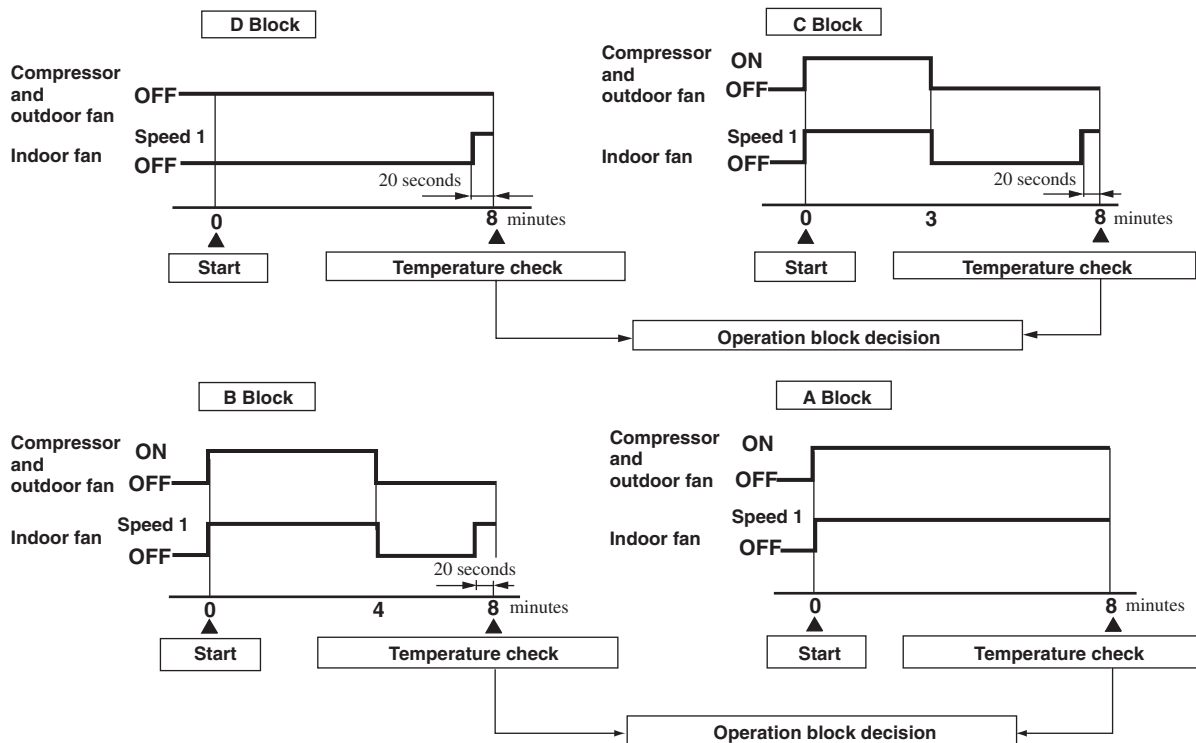 D Block
Compressor
and
outdoor fan
OFF
Speed 1
Indoor fan
OFF
20 seconds
0
8 minutes
Start
Temperature check
C Block
Compressor
and
outdoor fan
ON
OFF
Speed 1
Indoor fan
OFF
20 seconds
0
3
8 minutes
Start
Temperature check
Operation block decision
B Block
Compressor
and
outdoor fan
ON
OFF
Speed 1
Indoor fan
OFF
20 seconds
0
4
8 minutes
Start
Temperature check
A Block
Compressor
and
outdoor fan
ON
OFF
Speed 1
Indoor fan
OFF
0
8 minutes
Start
Temperature check
Operation block decision